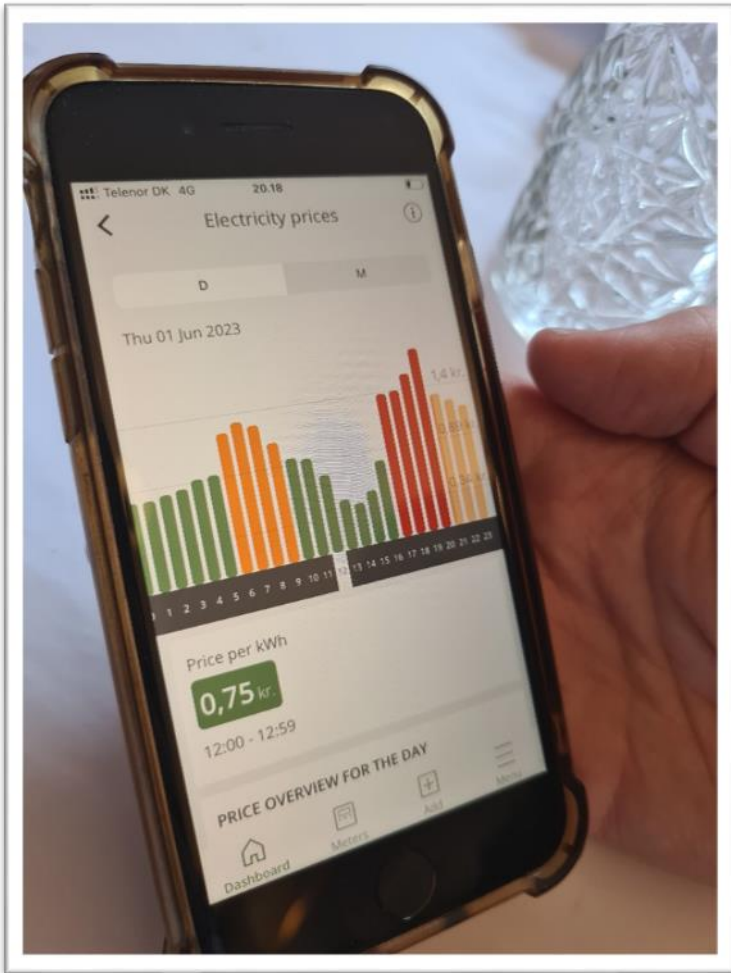 Telenor DK 4G 20.18
Electricity prices
D M
Thu 01 Jun 2023
1,4 kr.
1 2 3 4 5 6 7 8 9 10 11 12 13 14 15 16 17 18 19 20 21 22 23
Price per kWh
0,75 kr.
12:00 - 12:59
PRICE OVERVIEW FOR THE DAY
Dashboard Meters Add Menu